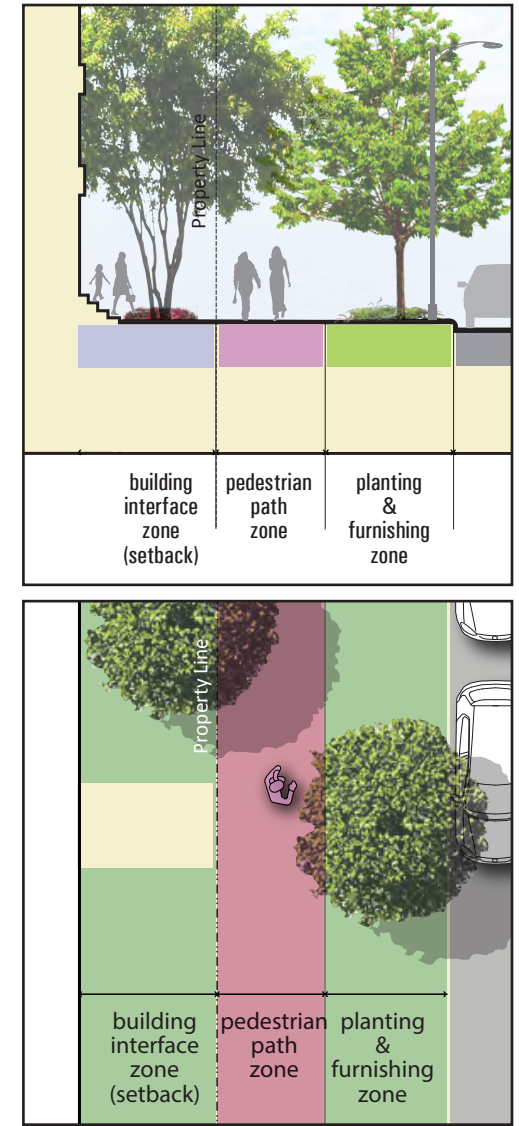 Property Line
building
interface
zone
(setback)
pedestrian
path
zone
planting
&
furnishing
zone
Property Line
building
interface
zone
(setback)
pedestrian
path
zone
planting
&
furnishing
zone